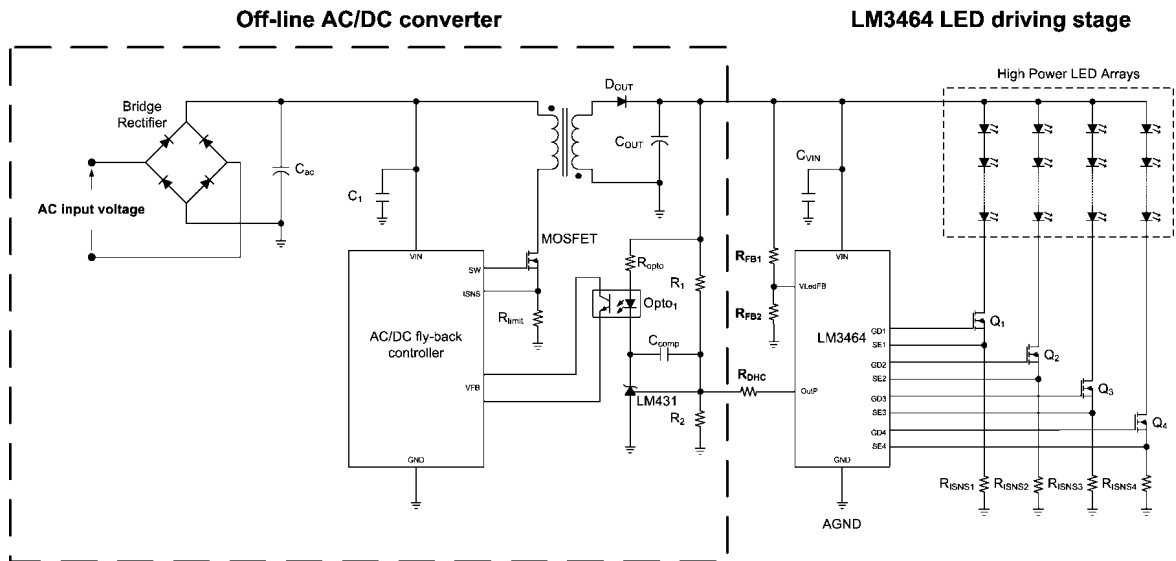 Off-line AC/DC converter
LM3464 LED driving stage
High Power LED Arrays
Bridge
Rectifier
AC input voltage
Cac
C1
DOUT
COUT
CVIN
MOSFET
VIN
SW
ISNS
Rlimit
AC/DC fly-back
controller
VFB
GND
Ropto
Opto1
R1
Ccomp
LM431
R2
RDHC
RFB1
RFB2
VIN
VLedFB
LM3464
OutP
GND
AGND
GD1
SE1
GD2
SE2
GD3
SE3
GD4
SE4
Q1
Q2
Q3
Q4
RISNS1
RISNS2
RISNS3
RISNS4